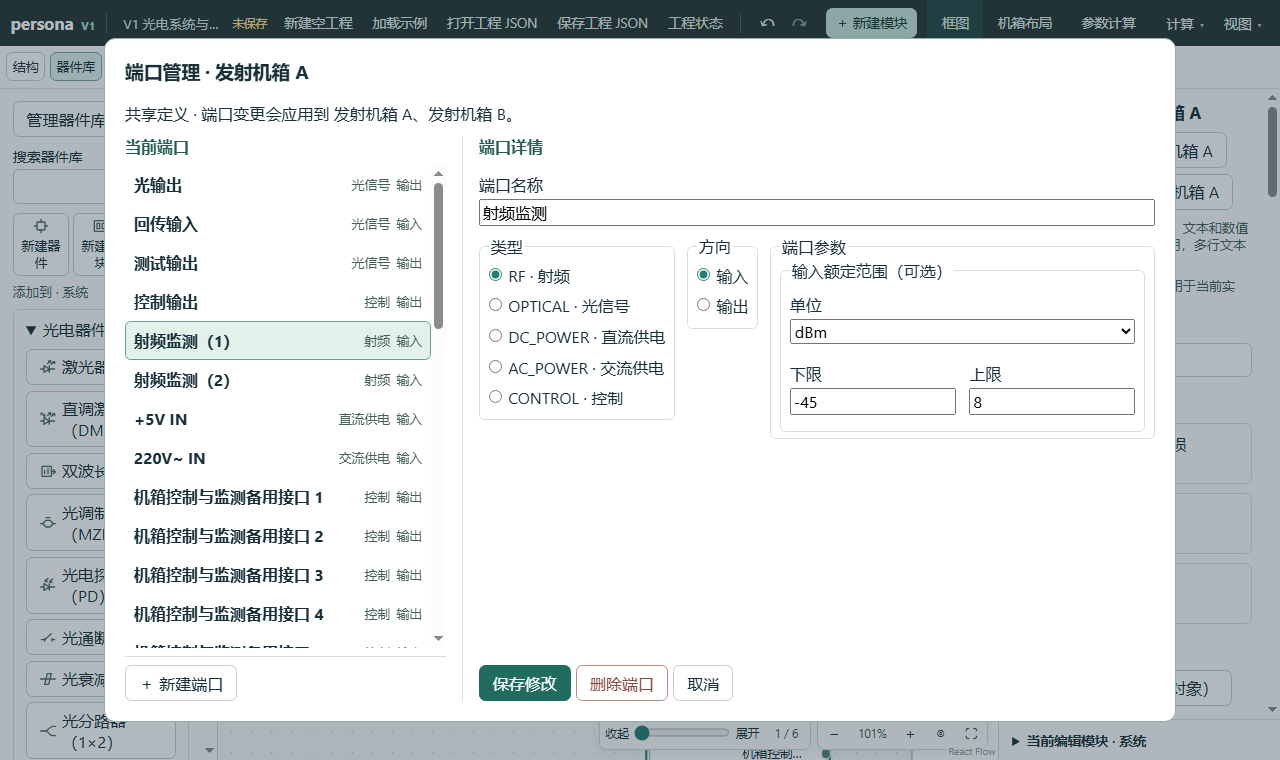 persona V1
V1 光电系统与... 未保存 新建空工程 加载示例 打开工程 JSON 保存工程 JSON 工程状态
+ 新建模块 框图 机箱布局 参数计算 计算 视图
结构 器件库
管理器件库
搜索器件库
新建器件
新建
块
添加到 · 系统
▼ 光电器件
激光器
直调激
(DM
双波长
光调制
(MZ
光电探
(PD)
光通断
光衰减
光分路器
(1×2)
端口管理 · 发射机箱 A
共享定义 · 端口变更会应用到 发射机箱 A、发射机箱 B。
当前端口
光输出 光信号 输出
回传输入 光信号 输入
测试输出 光信号 输出
控制输出 控制 输出
射频监测（1） 射频 输入
射频监测（2） 射频 输入
+5V IN 直流供电 输入
220V~ IN 交流供电 输入
机箱控制与监测备用接口 1 控制 输出
机箱控制与监测备用接口 2 控制 输出
机箱控制与监测备用接口 3 控制 输出
机箱控制与监测备用接口 4 控制 输出
+ 新建端口
端口详情
端口名称
射频监测
类型
RF · 射频
OPTICAL · 光信号
DC_POWER · 直流供电
AC_POWER · 交流供电
CONTROL · 控制
方向
输入
输出
端口参数
输入额定范围（可选）
单位
dBm
下限 上限
-45 8
保存修改 删除端口 取消
箱 A
机箱 A
机箱 A
文本和数值
，多行文本
用于当前实
损
对象）
收起 展开 1 / 6 − 101% +
机箱控制...
React Flow
▶ 当前编辑模块 · 系统